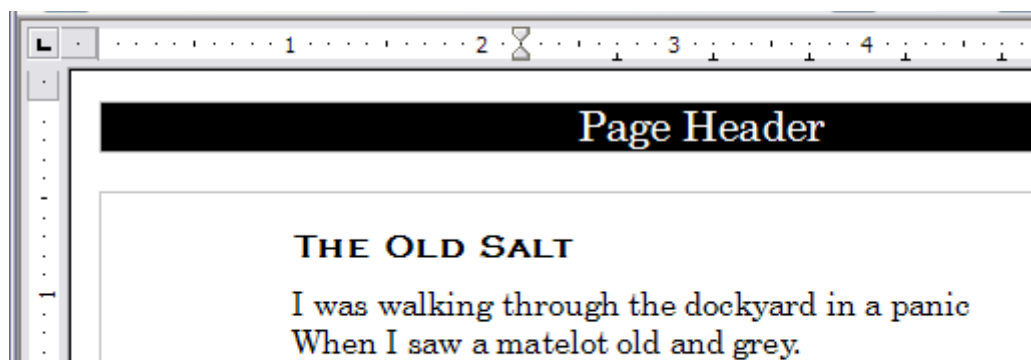 1 2 3 4
Page Header
THE OLD SALT
1
I was walking through the dockyard in a panic
When I saw a matelot old and grey.